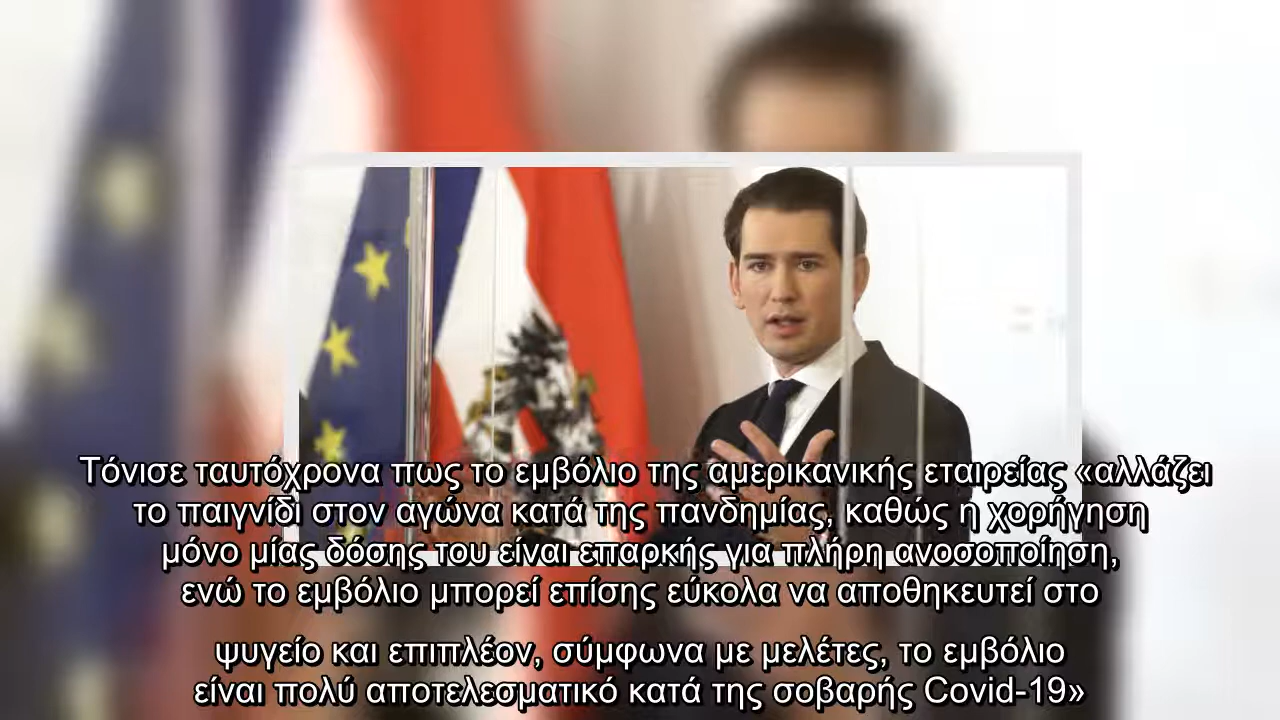 Τόνισε ταυτόχρονα πως το εμβόλιο της αμερικανικής εταιρείας «αλλάζει
το παιγνίδι στον αγώνα κατά της πανδημίας, καθώς η χορήγηση
μόνο μίας δόσης του είναι επαρκής για πλήρη ανοσοποίηση,
ενώ το εμβόλιο μπορεί επίσης εύκολα να αποθηκευτεί στο
ψυγείο και επιπλέον, σύμφωνα με μελέτες, το εμβόλιο
είναι πολύ αποτελεσματικό κατά της σοβαρής Covid-19»